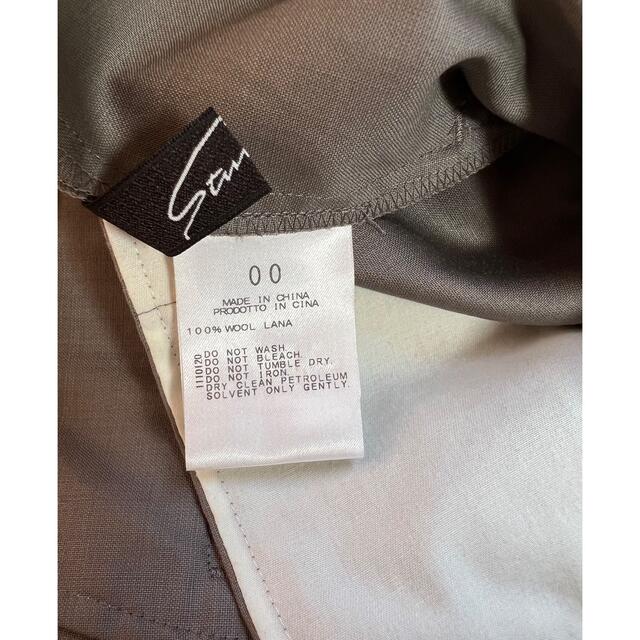 00
MADE IN CHINA
PRODOTTO IN CINA
100% WOOL LANA
1110120
DO NOT WASH.
DO NOT BLEACH.
DO NOT TUMBLE DRY.
DO NOT IRON.
DRY CLEAN PETROLEUM
SOLVENT ONLY GENTLY.